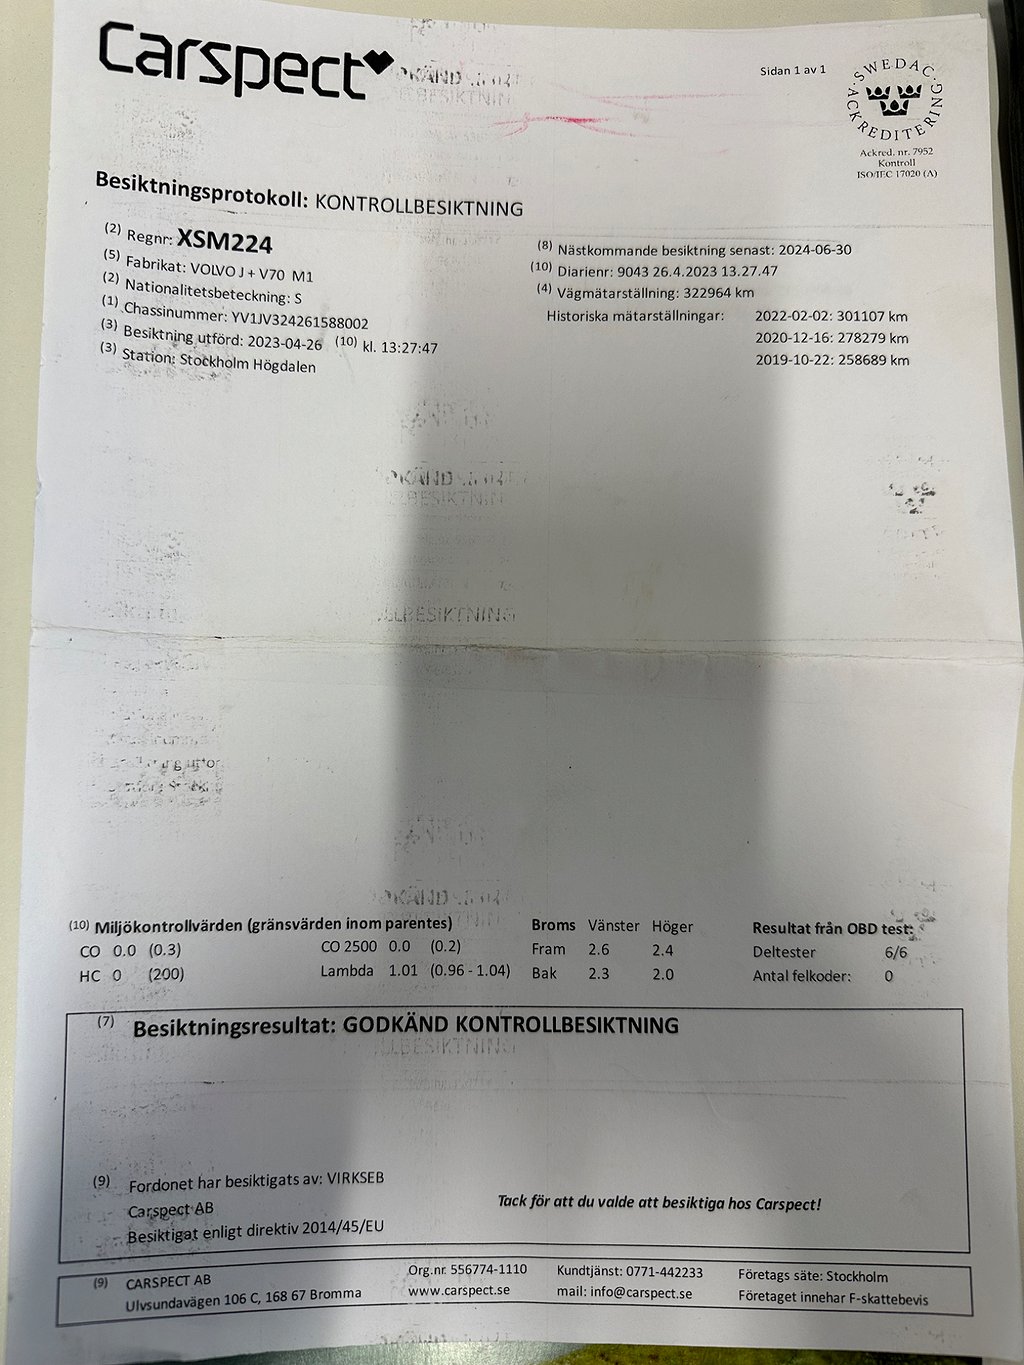 Carspect
Sidan 1 av 1
SWEDAC
ACKREDITERING
Ackred. nr. 7952
Kontroll
ISO/IEC 17020 (A)
Besiktningsprotokoll: KONTROLLBESIKTNING
(2) Regnr: XSM224
(5) Fabrikat: VOLVO J + V70 M1
(2) Nationalitetsbeteckning: S
(1) Chassinummer: YV1JV324261588002
(3) Besiktning utförd: 2023-04-26 (10) kl. 13:27:47
(3) Station: Stockholm Högdalen
(8) Nästkommande besiktning senast: 2024-06-30
(10) Diarienr: 9043 26.4.2023 13.27.47
(4) Vägmätarställning: 322964 km
Historiska mätarställningar: 2022-02-02: 301107 km
2020-12-16: 278279 km
2019-10-22: 258689 km
(10) Miljökontrollvärden (gränsvärden inom parentes)
CO 0.0 (0.3) CO 2500 0.0 (0.2)
HC 0 (200) Lambda 1.01 (0.96 - 1.04)
Broms Vänster Höger
Fram 2.6 2.4
Bak 2.3 2.0
Resultat från OBD test:
Deltester 6/6
Antal felkoder: 0
(7) Besiktningsresultat: GODKÄND KONTROLLBESIKTNING
(9) Fordonet har besiktigats av: VIRKSEB
Carspect AB
Besiktigat enligt direktiv 2014/45/EU
Tack för att du valde att besiktiga hos Carspect!
(9) CARSPECT AB
Ulvsundavägen 106 C, 168 67 Bromma
Org.nr 556774-1110
www.carspect.se
Kundtjänst: 0771-442233
mail: info@carspect.se
Företags säte: Stockholm
Företaget innehar F-skattebevis